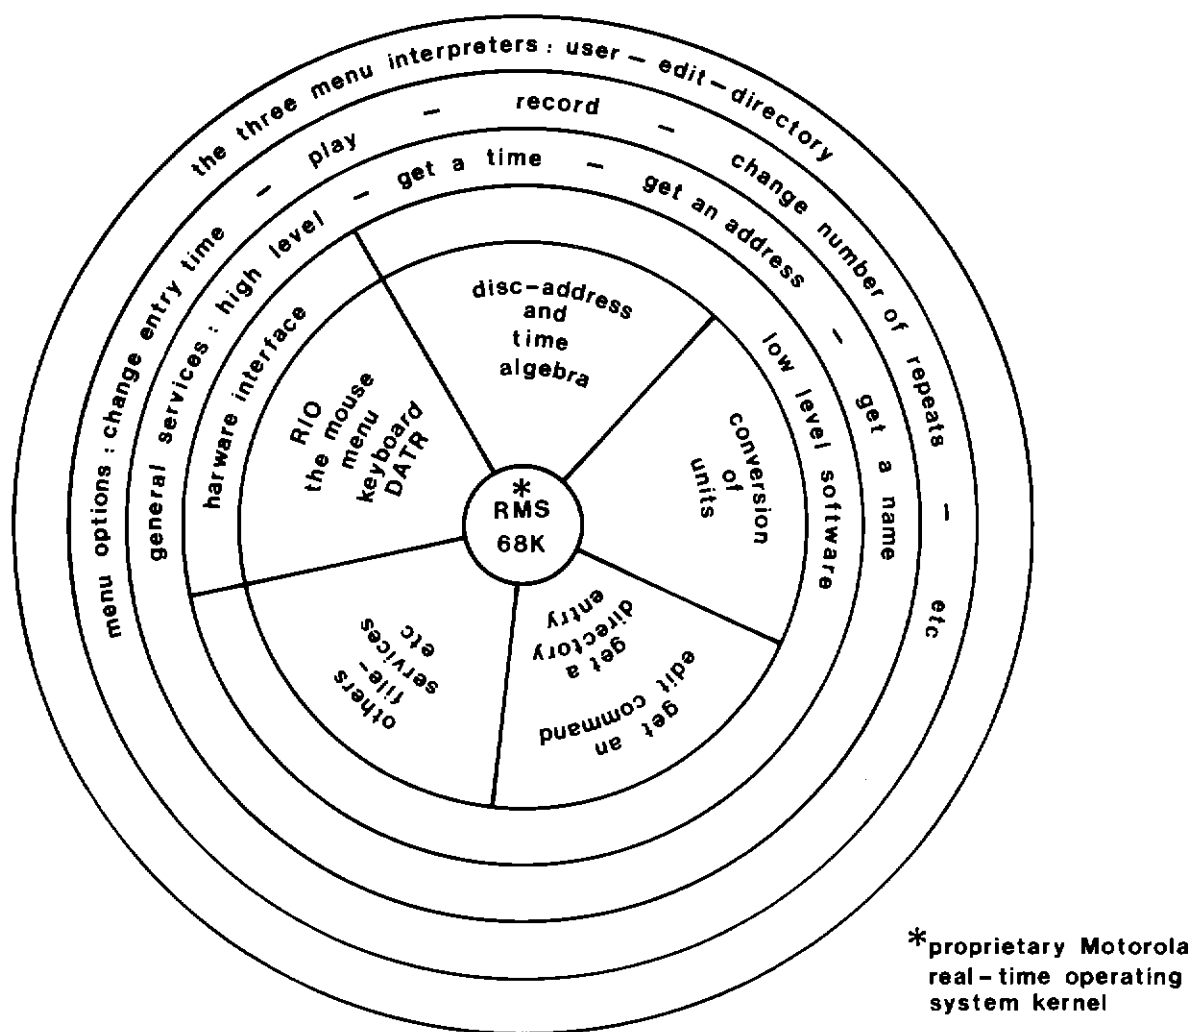 the three menu interpreters : user – edit – directory
menu options : change entry time – play – record – change number of repeats – etc
general services : high level – get a time – get an address – get a name
harware interface
low level software
disc-address
and
time
algebra
conversion
of
units
get an
edit command
get a
directory
entry
others
file-
services
etc
RIO
the mouse
menu
keyboard
DATR
*
RMS
68K
*proprietary Motorola
real-time operating
system kernel